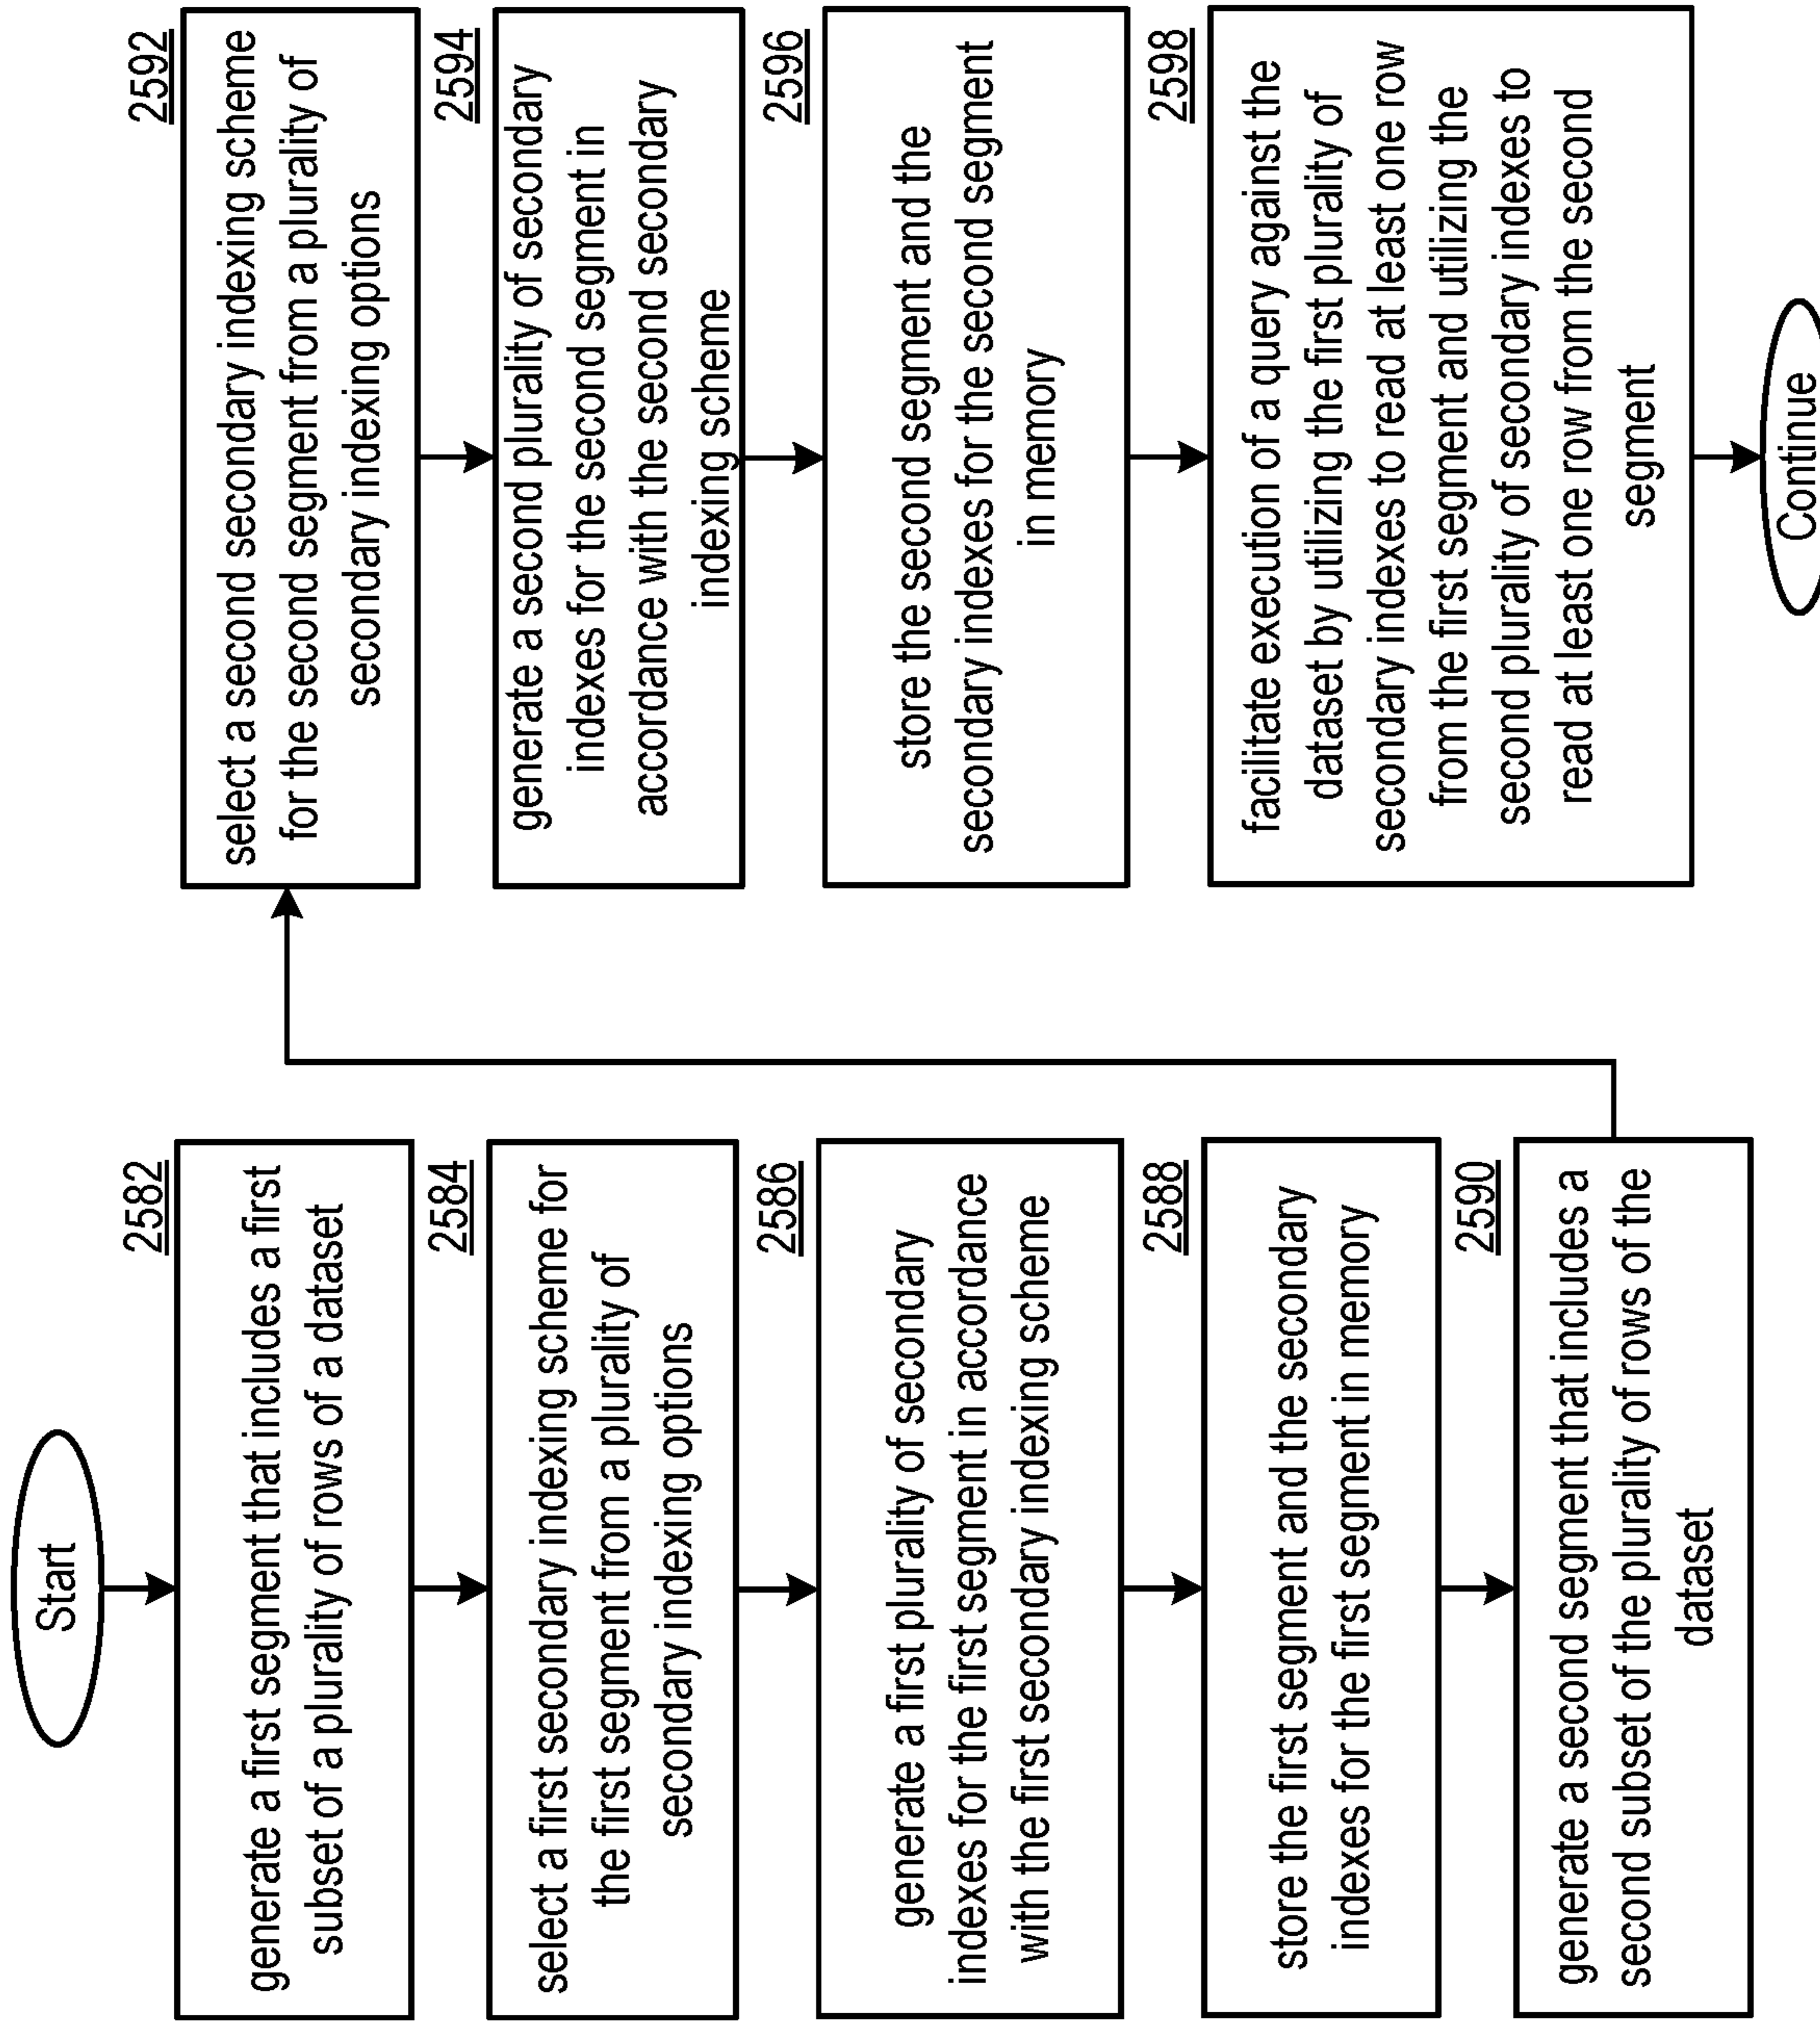 Start
2582
generate a first segment that includes a first
subset of a plurality of rows of a dataset
2584
select a first secondary indexing scheme for
the first segment from a plurality of
secondary indexing options
2586
generate a first plurality of secondary
indexes for the first segment in accordance
with the first secondary indexing scheme
2588
store the first segment and the secondary
indexes for the first segment in memory
2590
generate a second segment that includes a
second subset of the plurality of rows of the
dataset
2592
select a second secondary indexing scheme
for the second segment from a plurality of
secondary indexing options
2594
generate a second plurality of secondary
indexes for the second segment in
accordance with the second secondary
indexing scheme
2596
store the second segment and the
secondary indexes for the second segment
in memory
2598
facilitate execution of a query against the
dataset by utilizing the first plurality of
secondary indexes to read at least one row
from the first segment and utilizing the
second plurality of secondary indexes to
read at least one row from the second
segment
Continue